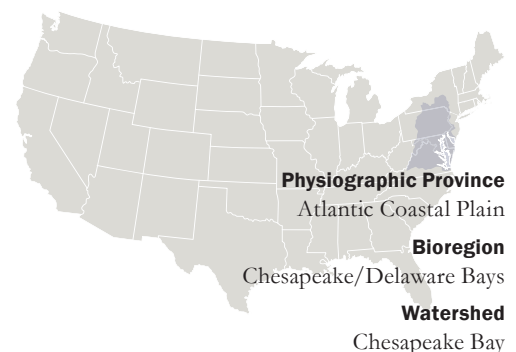 Physiographic Province
Atlantic Coastal Plain
Bioregion
Chesapeake/Delaware Bays
Watershed
Chesapeake Bay